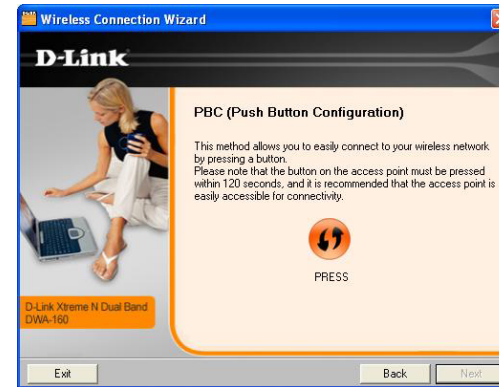 Wireless Connection Wizard
D-Link
PBC (Push Button Configuration)
This method allows you to easily connect to your wireless network
by pressing a button.
Please note that the button on the access point must be pressed
within 120 seconds, and it is recommended that the access point is
easily accessible for connectivity.
PRESS
D-Link Xtreme N Dual Band
DWA-160
Exit
Back
Next